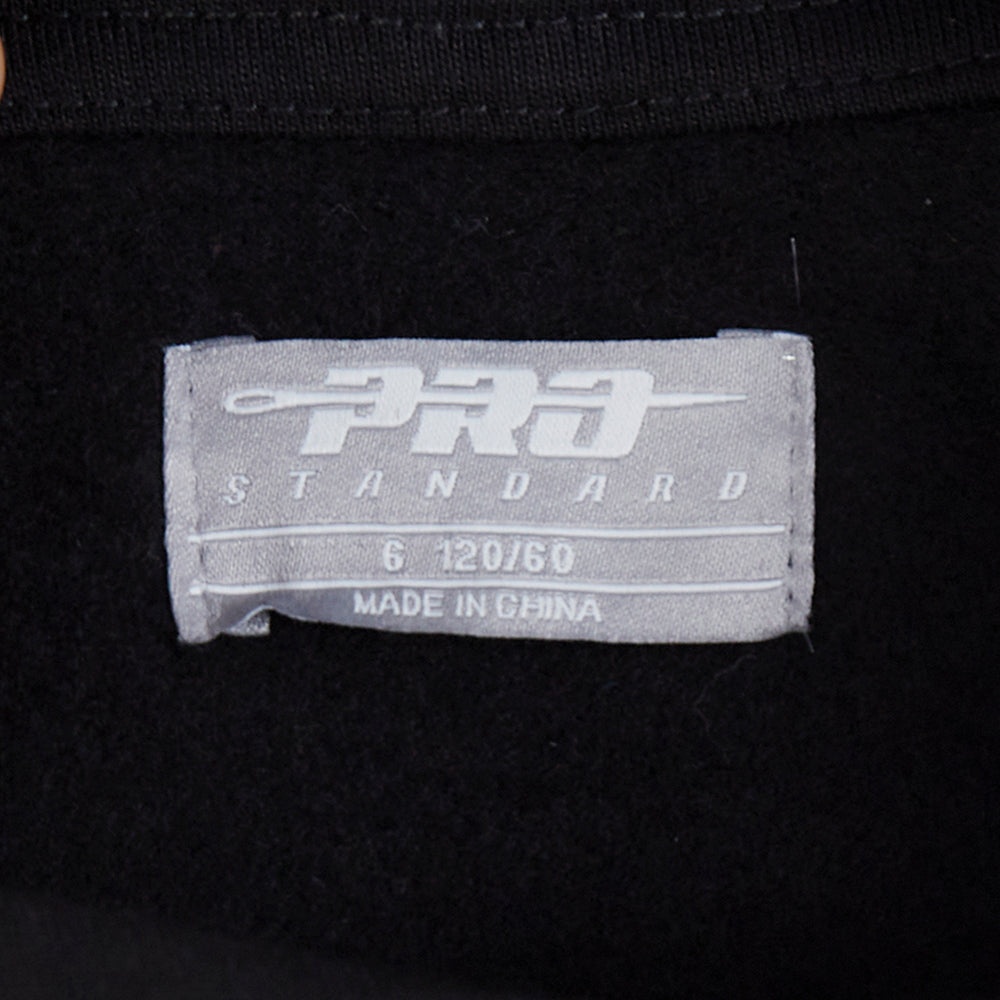 PRO
STANDARD
6 120/60
MADE IN CHINA